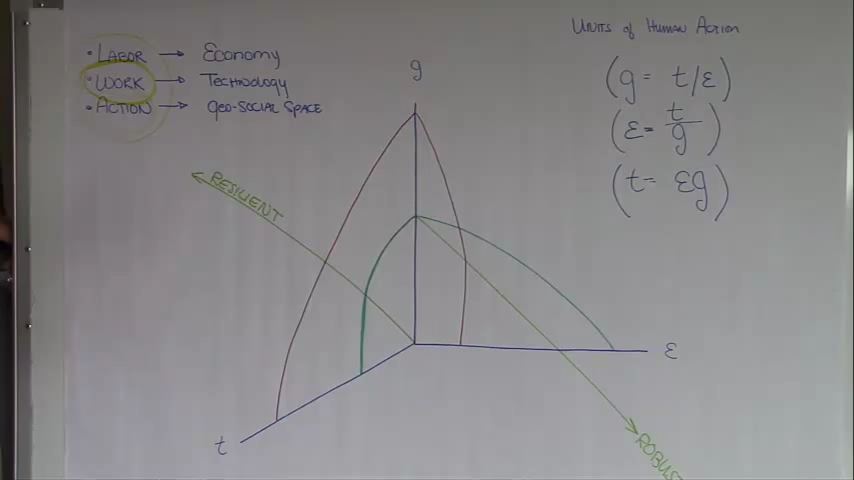 UNITS of HUMAN ACTION
• LABOR → Economy
• WORK → TECHNOLOGY
• ACTION → geo-SOCIAL SPACE
g
(g = t/ε)
(ε = t/g)
(t = εg)
RESILIENT
ε
t
ROBUST